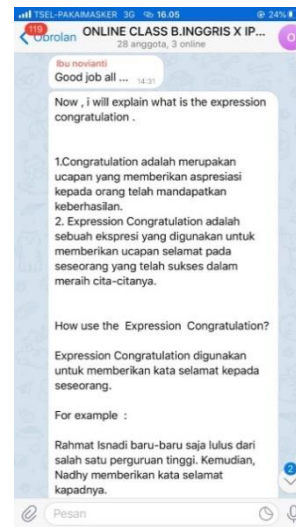 TSEL-PAKAIMASKER 3G 16.05 24%
119
Obrolan ONLINE CLASS B.INGGRIS X IP...
28 anggota, 3 online
O
Ibu novianti
Good job all ... 14:31
Now , i will explain what is the expression
congratulation .
1.Congratulation adalah merupakan
ucapan yang memberikan aspresiasi
kepada orang telah mandapatkan
keberhasilan.
2. Expression Congratulation adalah
sebuah ekspresi yang digunakan untuk
memberikan ucapan selamat pada
seseorang yang telah sukses dalam
meraih cita-citanya.
How use the Expression Congratulation?
Expression Congratulation digunakan
untuk memberikan kata selamat kepada
seseorang.
For example :
Rahmat Isnadi baru-baru saja lulus dari
salah satu perguruan tinggi. Kemudian,
Nadhy memberikan kata selamat
kapadnya.
2
Pesan